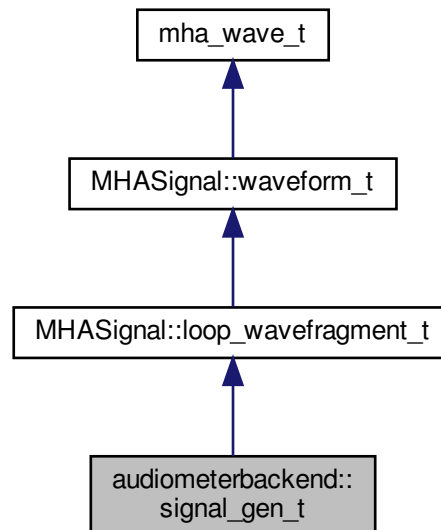 mha_wave_t
MHASignal::waveform_t
MHASignal::loop_wavefragment_t
audiometerbackend::
signal_gen_t